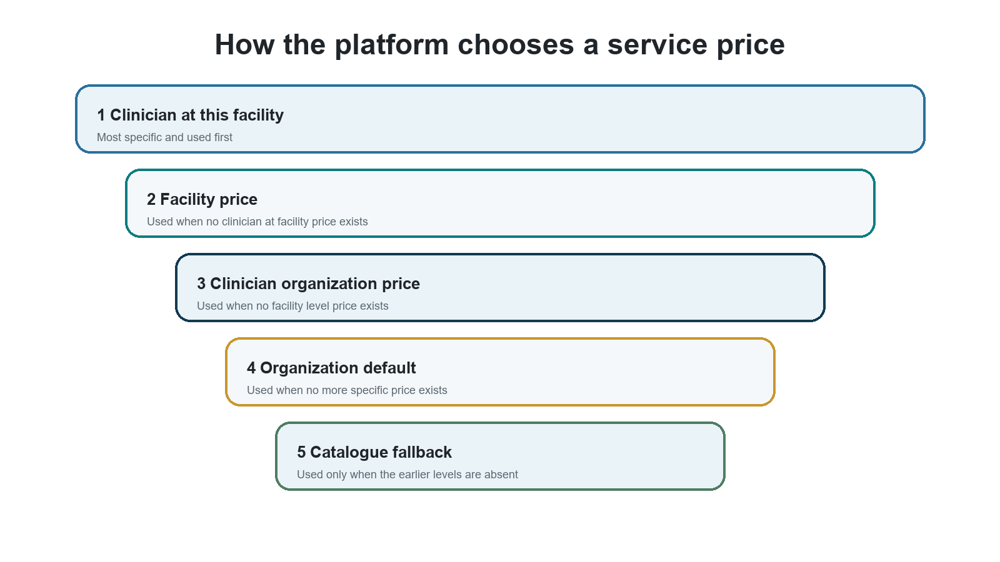 How the platform chooses a service price
1 Clinician at this facility
Most specific and used first
2 Facility price
Used when no clinician at facility price exists
3 Clinician organization price
Used when no facility level price exists
4 Organization default
Used when no more specific price exists
5 Catalogue fallback
Used only when the earlier levels are absent